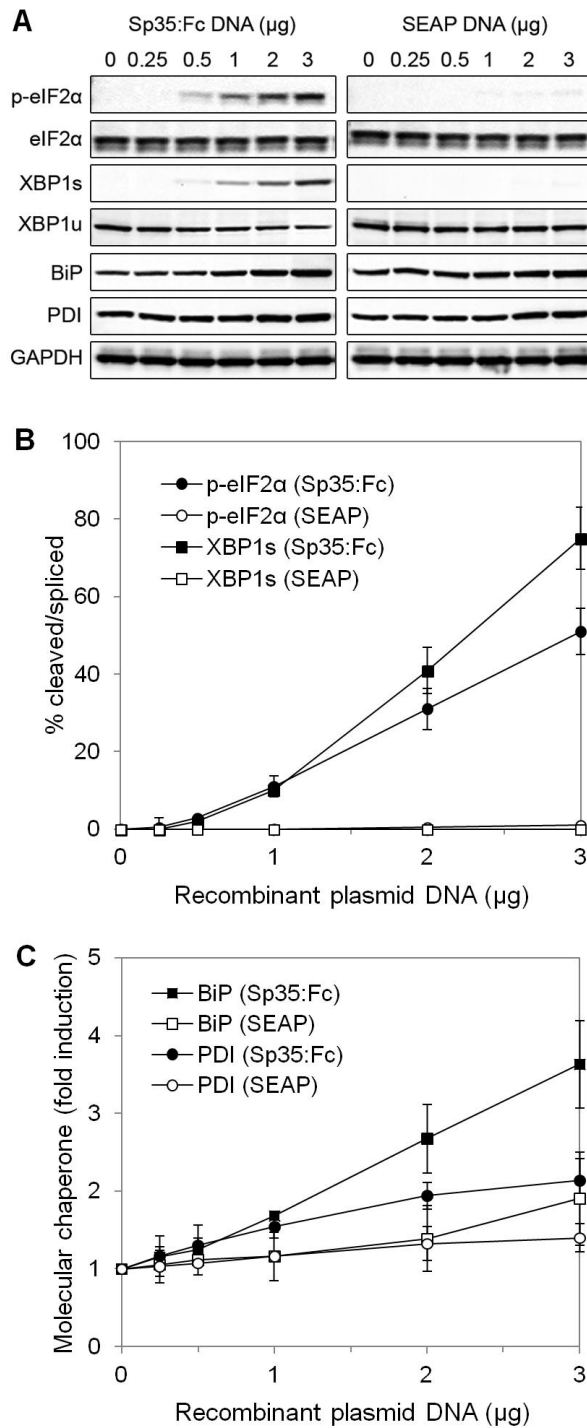 A
Sp35:Fc DNA (µg) SEAP DNA (µg)
0 0.25 0.5 1 2 3 0 0.25 0.5 1 2 3
p-eIF2α
eIF2α
XBP1s
XBP1u
BiP
PDI
GAPDH
B
100
80
60
40
20
0
% cleaved/spliced
p-eIF2α (Sp35:Fc)
p-eIF2α (SEAP)
XBP1s (Sp35:Fc)
XBP1s (SEAP)
0 1 2 3
Recombinant plasmid DNA (µg)
C
5
4
3
2
1
0
Molecular chaperone (fold induction)
BiP (Sp35:Fc)
BiP (SEAP)
PDI (Sp35:Fc)
PDI (SEAP)
0 1 2 3
Recombinant plasmid DNA (µg)